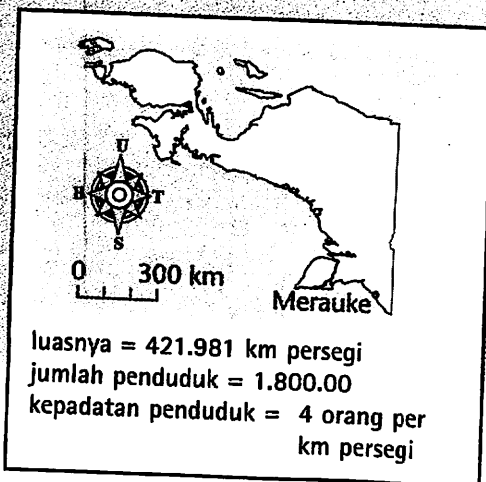 U
B T
S
0 300 km
Merauke
luasnya = 421.981 km persegi
jumlah penduduk = 1.800.00
kepadatan penduduk = 4 orang per
km persegi